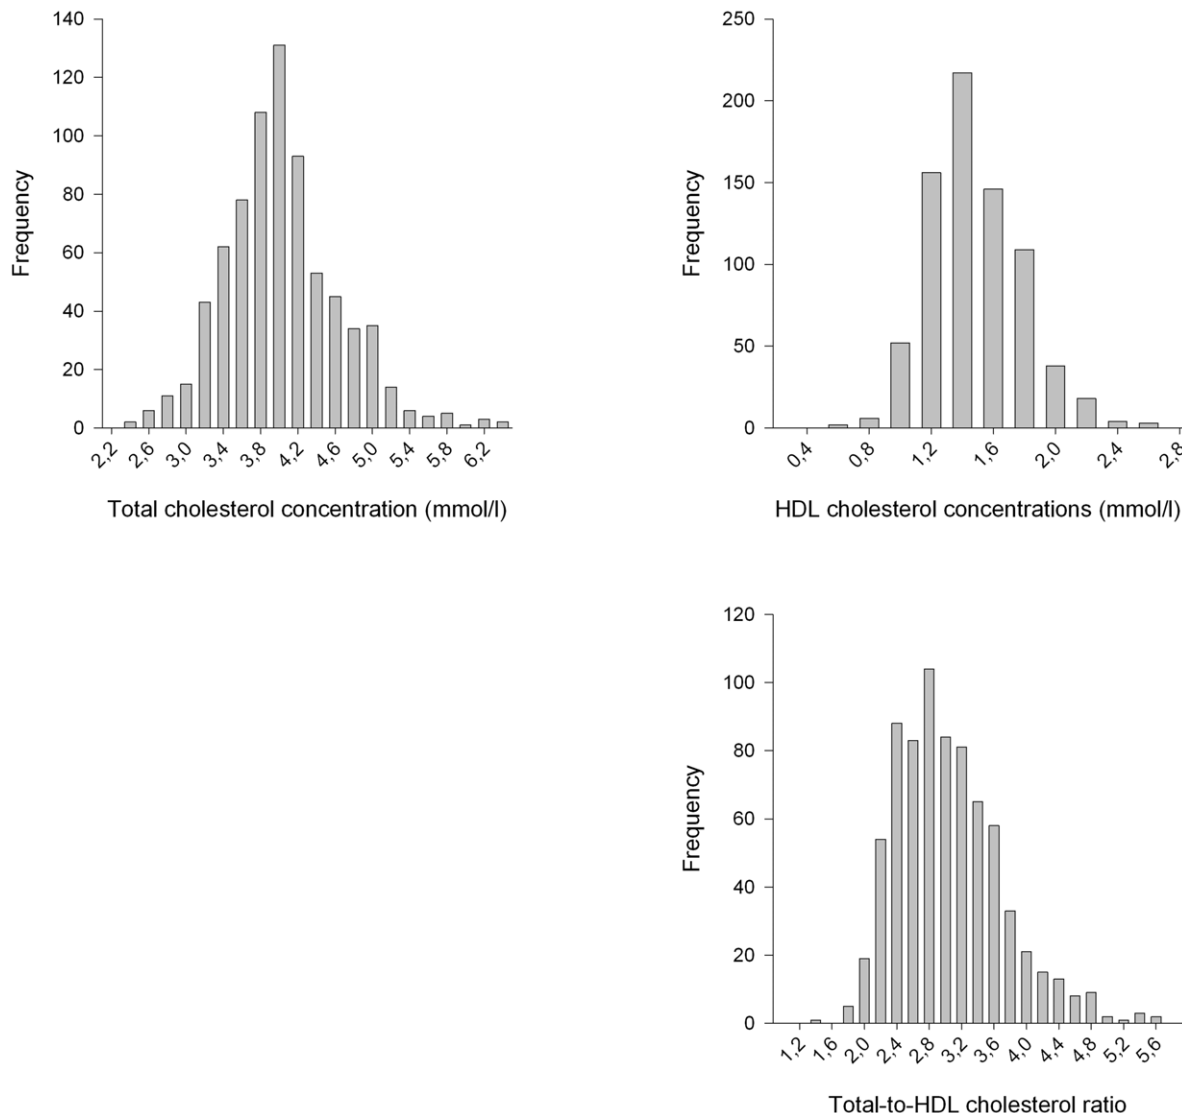 140
120
100
80
60
40
20
0
Frequency
2,2 2,6 3,0 3,4 3,8 4,2 4,6 5,0 5,4 5,8 6,2
Total cholesterol concentration (mmol/l)
250
200
150
100
50
0
Frequency
0,4 0,8 1,2 1,6 2,0 2,4 2,8
HDL cholesterol concentrations (mmol/l)
120
100
80
60
40
20
0
Frequency
1,2 1,6 2,0 2,4 2,8 3,2 3,6 4,0 4,4 4,8 5,2 5,6
Total-to-HDL cholesterol ratio